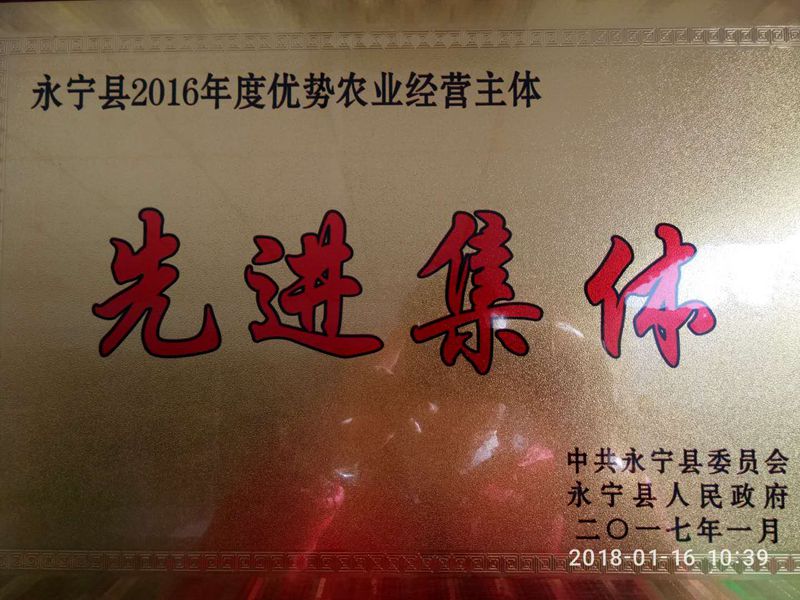 永宁县2016年度优势农业经营主体
先进集体
中共永宁县委员会
永宁县人民政府
二〇一七年一月
2018-01-16 10:39